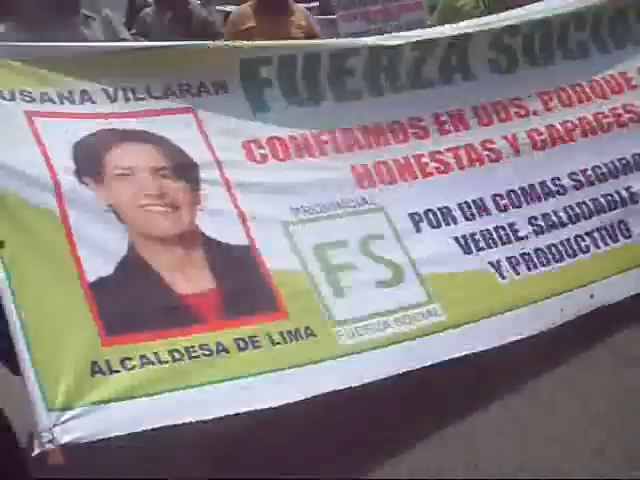 USANA VILLARAN
FUERZA SOCIAL
CONFIAMOS EN UDS. PORQUE
HONESTAS Y CAPACES
PROVINCIAL
FS
FUERZA SOCIAL
POR UN COMAS SEGURO
VERDE, SALUDABLE
Y PRODUCTIVO
ALCALDESA DE LIMA